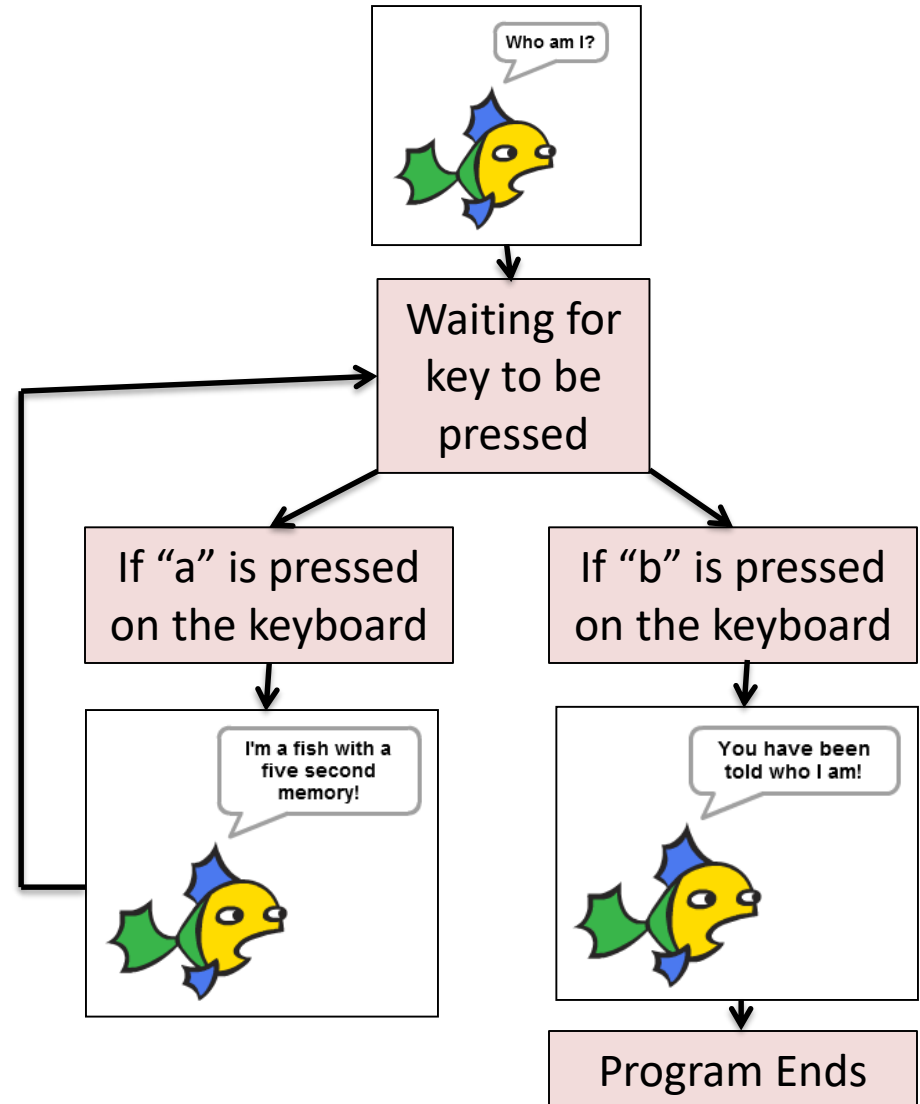 Who am I?
Waiting for
key to be
pressed
If “a” is pressed
on the keyboard
If “b” is pressed
on the keyboard
I'm a fish with a
five second
memory!
You have been
told who I am!
Program Ends